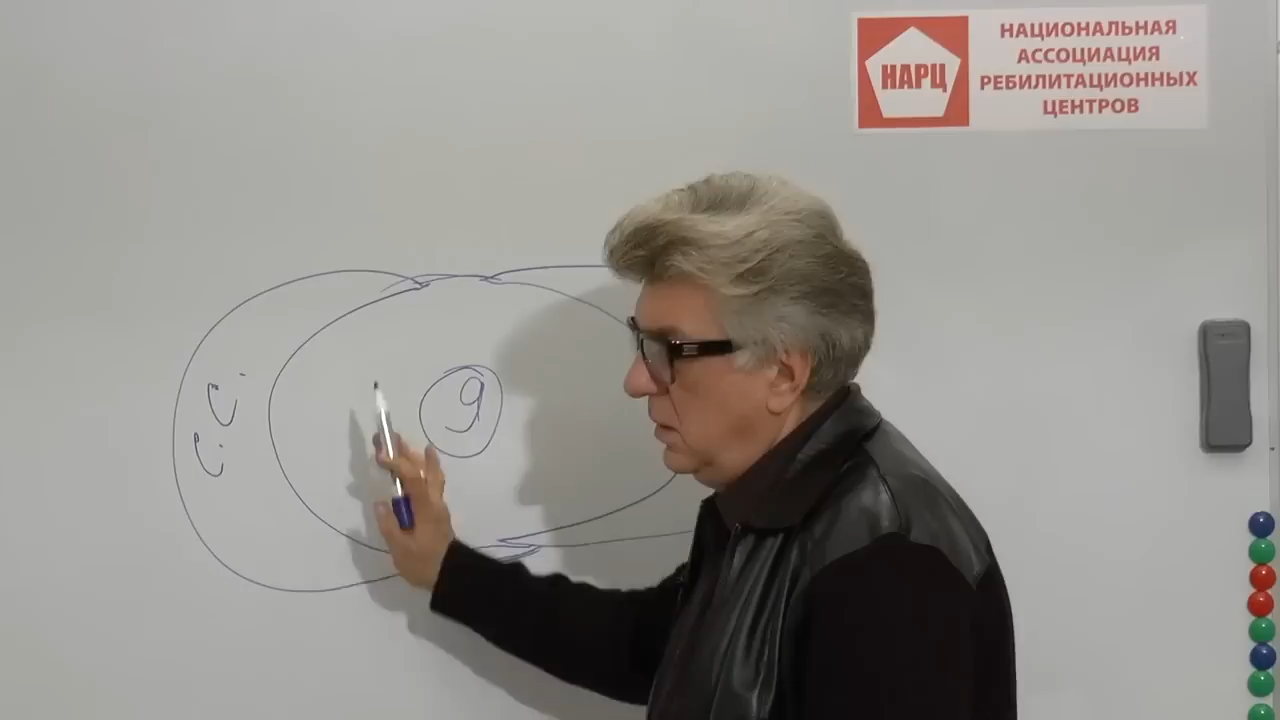 НАРЦ
НАЦИОНАЛЬНАЯ
АССОЦИАЦИЯ
РЕБИЛИТАЦИОННЫХ
ЦЕНТРОВ
С.С.
Я